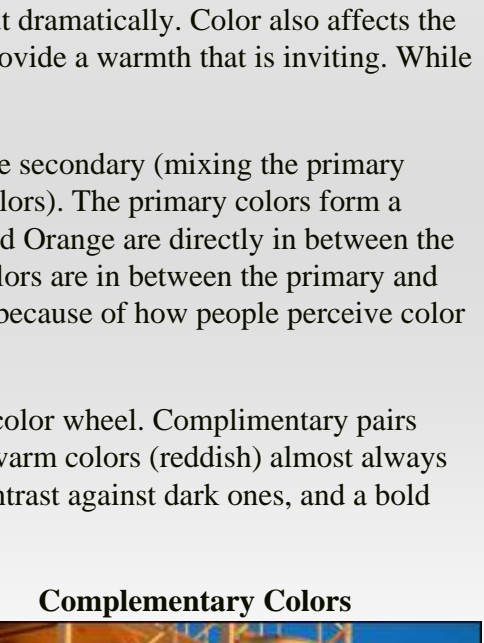 t dramatically. Color also affects the
ovide a warmth that is inviting. While
e secondary (mixing the primary
lors). The primary colors form a
d Orange are directly in between the
lors are in between the primary and
because of how people perceive color
color wheel. Complimentary pairs
varm colors (reddish) almost always
ntrast against dark ones, and a bold
Complementary Colors